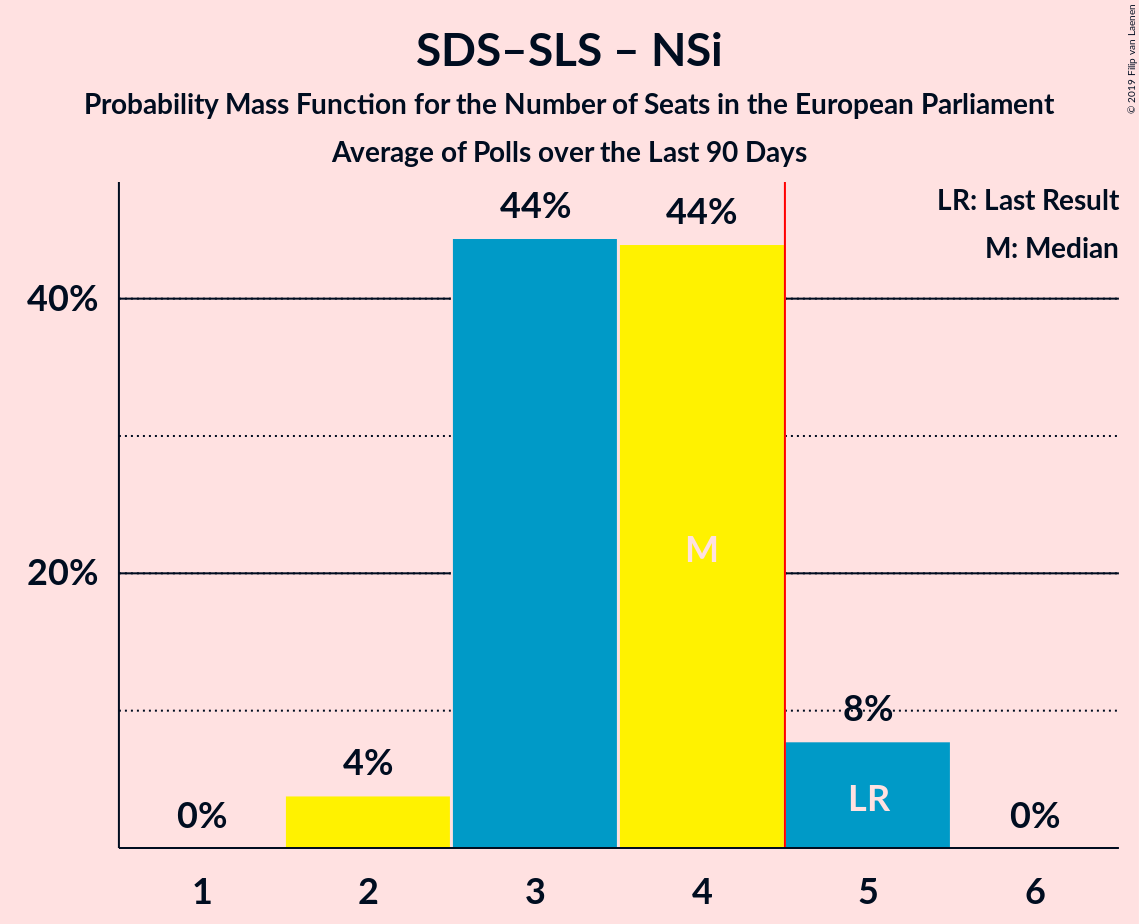 SDS–SLS – NSi
Probability Mass Function for the Number of Seats in the European Parliament
Average of Polls over the Last 90 Days
© 2019 Filip van Laenen
LR: Last Result
M: Median
44%
44%
40%
M
20%
8%
4%
LR
0%
0%
1 2 3 4 5 6